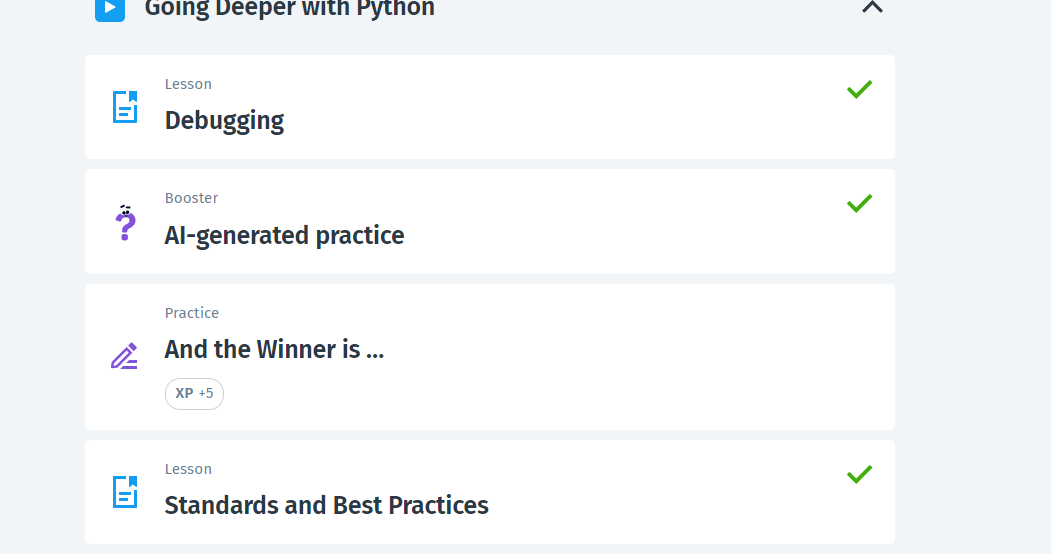 Going Deeper with Python
Lesson
Debugging
Booster
AI-generated practice
Practice
And the Winner is ...
XP +5
Lesson
Standards and Best Practices